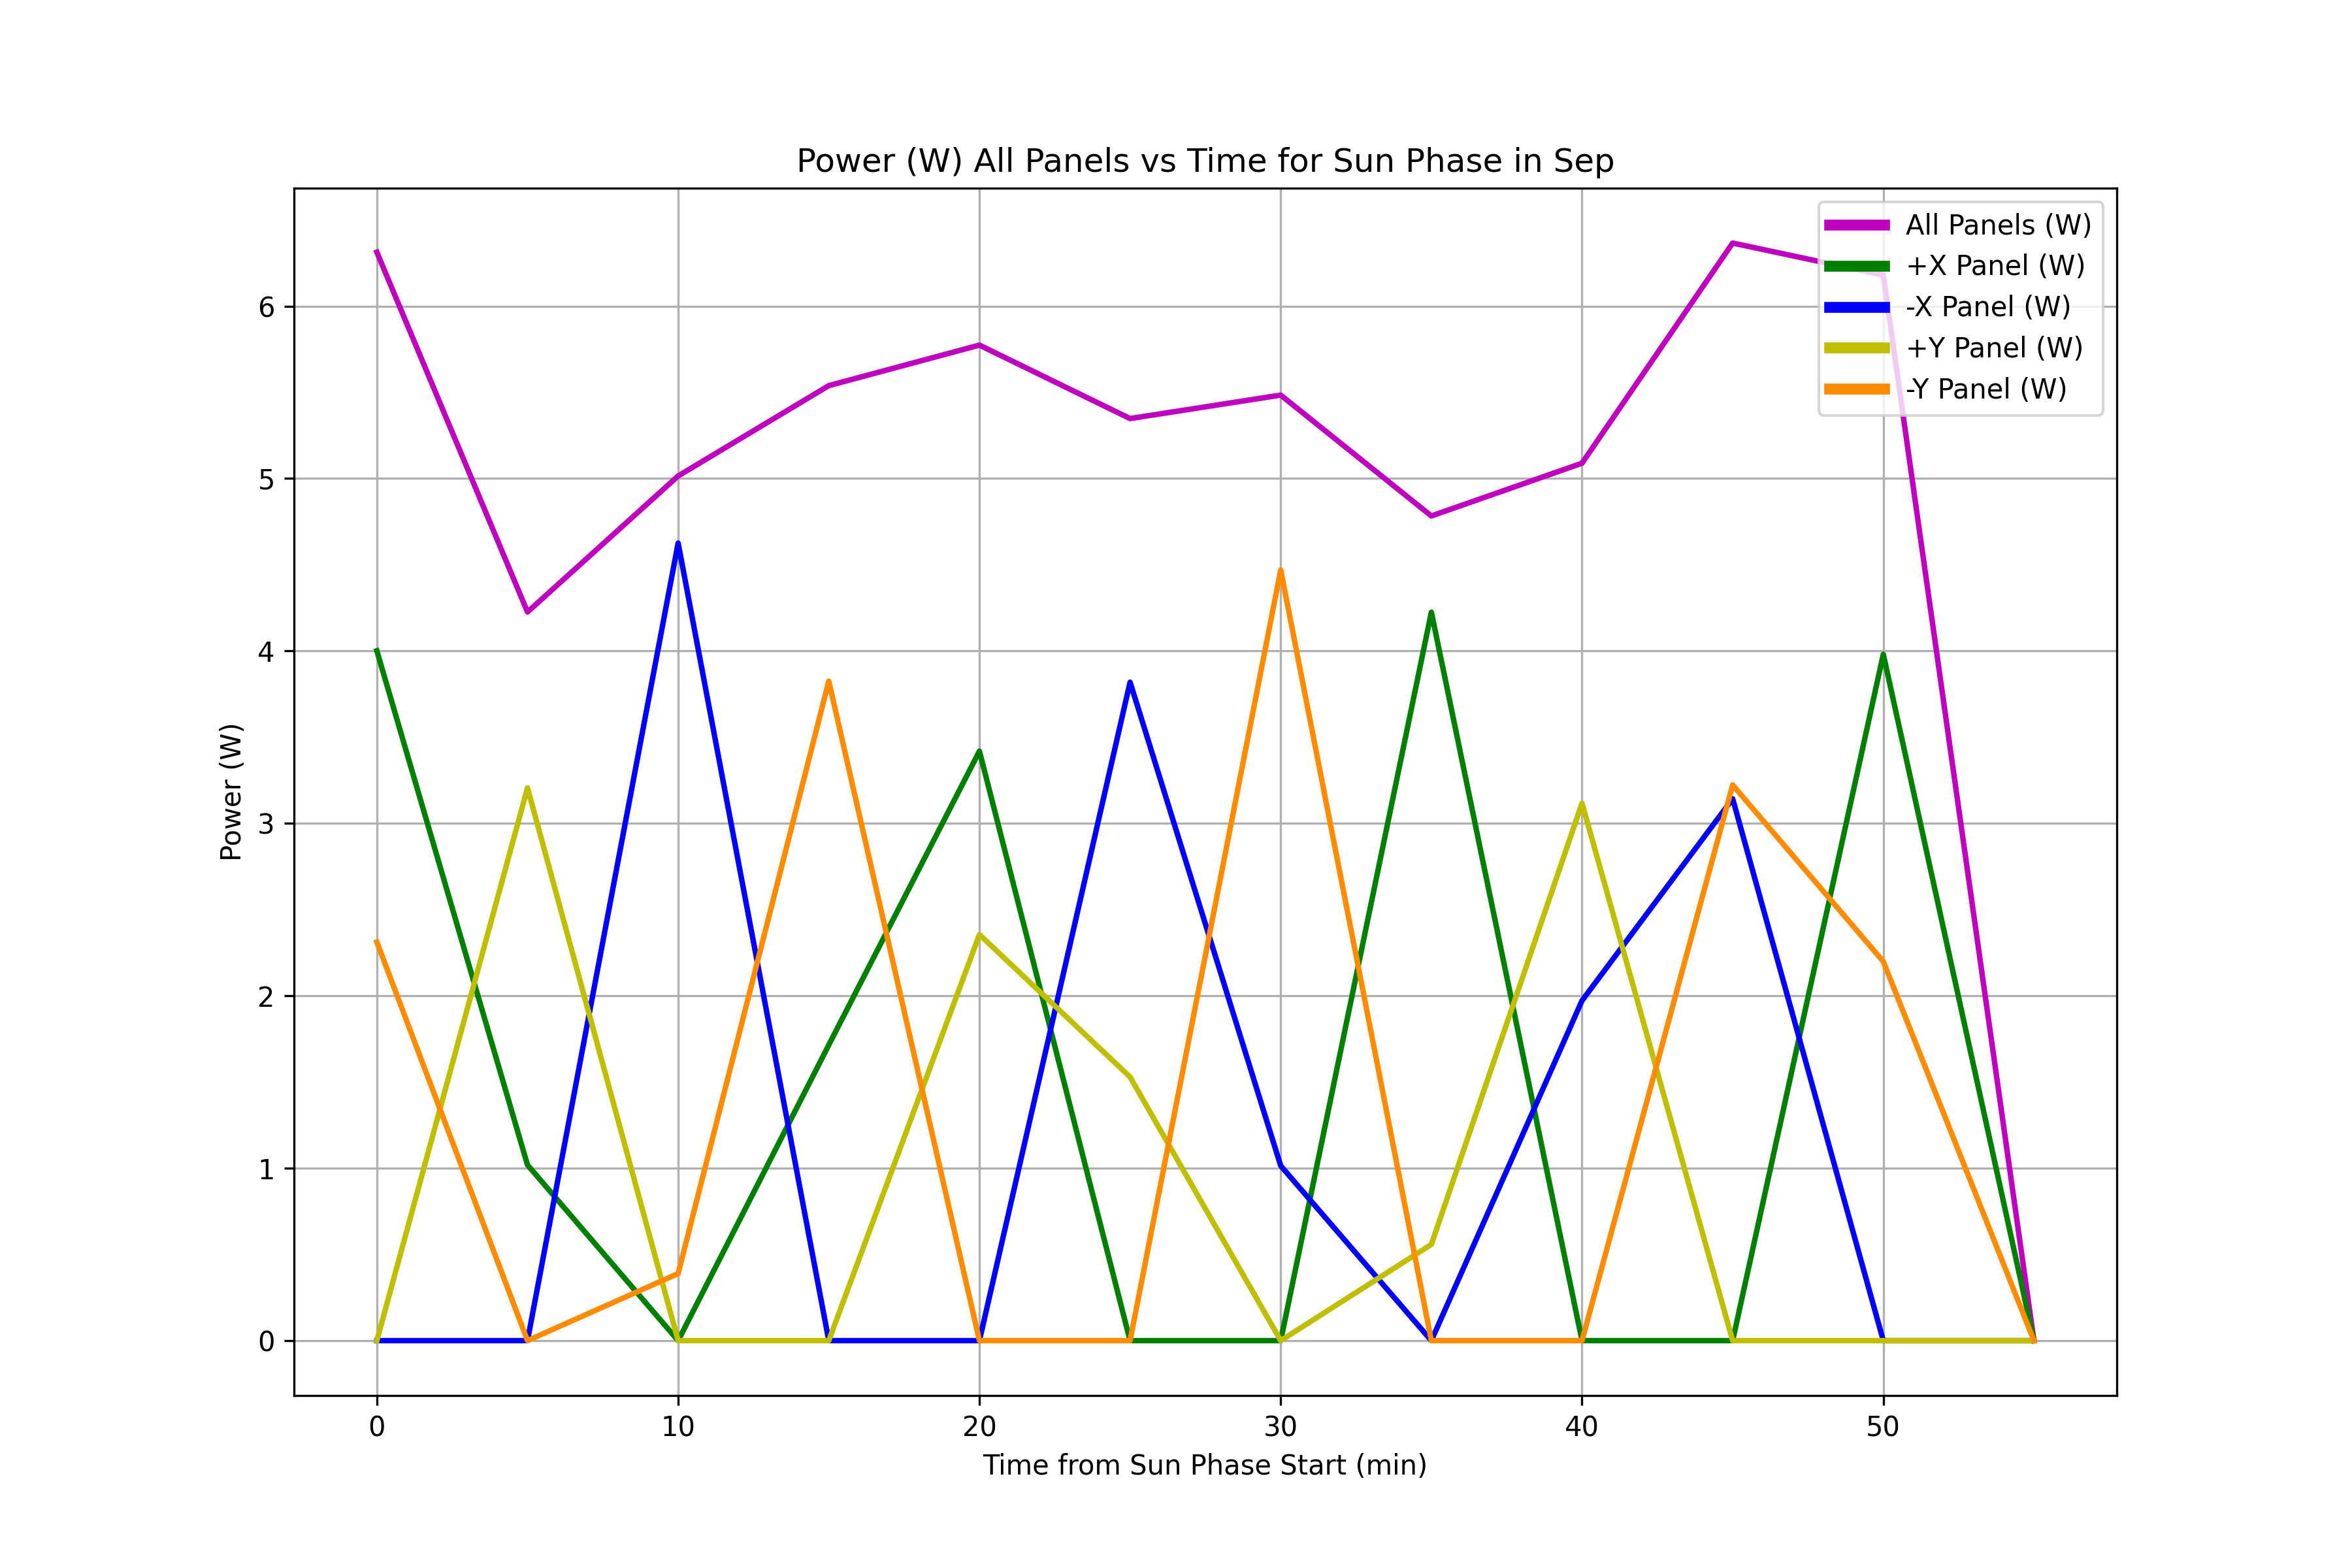 Power (W) All Panels vs Time for Sun Phase in Sep
All Panels (W)
+X Panel (W)
-X Panel (W)
+Y Panel (W)
-Y Panel (W)
6
5
4
3
2
1
0
Power (W)
0 10 20 30 40 50
Time from Sun Phase Start (min)